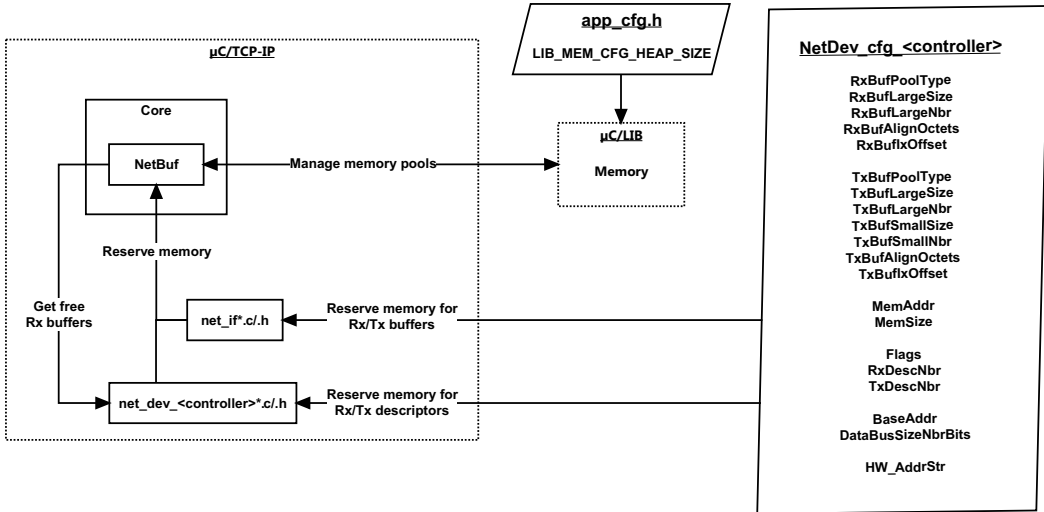 µC/TCP-IP
Core
NetBuf
Manage memory pools
Reserve memory
Get free
Rx buffers
net_if*.c/.h
Reserve memory for
Rx/Tx buffers
net_dev_<controller>*.c/.h
Reserve memory for
Rx/Tx descriptors
app_cfg.h
LIB_MEM_CFG_HEAP_SIZE
µC/LIB
Memory
NetDev_cfg_<controller>
RxBufPoolType
RxBufLargeSize
RxBufLargeNbr
RxBufAlignOctets
RxBufIxOffset
TxBufPoolType
TxBufLargeSize
TxBufLargeNbr
TxBufSmallSize
TxBufSmallNbr
TxBufAlignOctets
TxBufIxOffset
MemAddr
MemSize
Flags
RxDescNbr
TxDescNbr
BaseAddr
DataBusSizeNbrBits
HW_AddrStr